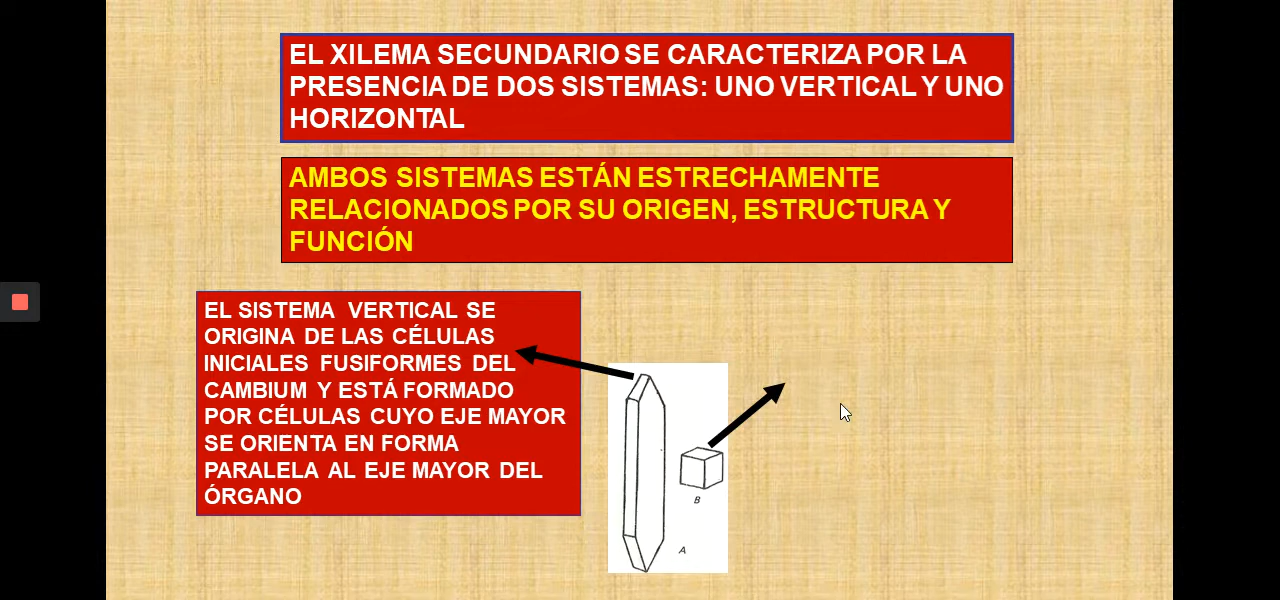 EL XILEMA SECUNDARIO SE CARACTERIZA POR LA
PRESENCIA DE DOS SISTEMAS: UNO VERTICAL Y UNO
HORIZONTAL
AMBOS SISTEMAS ESTÁN ESTRECHAMENTE
RELACIONADOS POR SU ORIGEN, ESTRUCTURA Y
FUNCIÓN
EL SISTEMA VERTICAL SE
ORIGINA DE LAS CÉLULAS
INICIALES FUSIFORMES DEL
CAMBIUM Y ESTÁ FORMADO
POR CÉLULAS CUYO EJE MAYOR
SE ORIENTA EN FORMA
PARALELA AL EJE MAYOR DEL
ÓRGANO
B
A